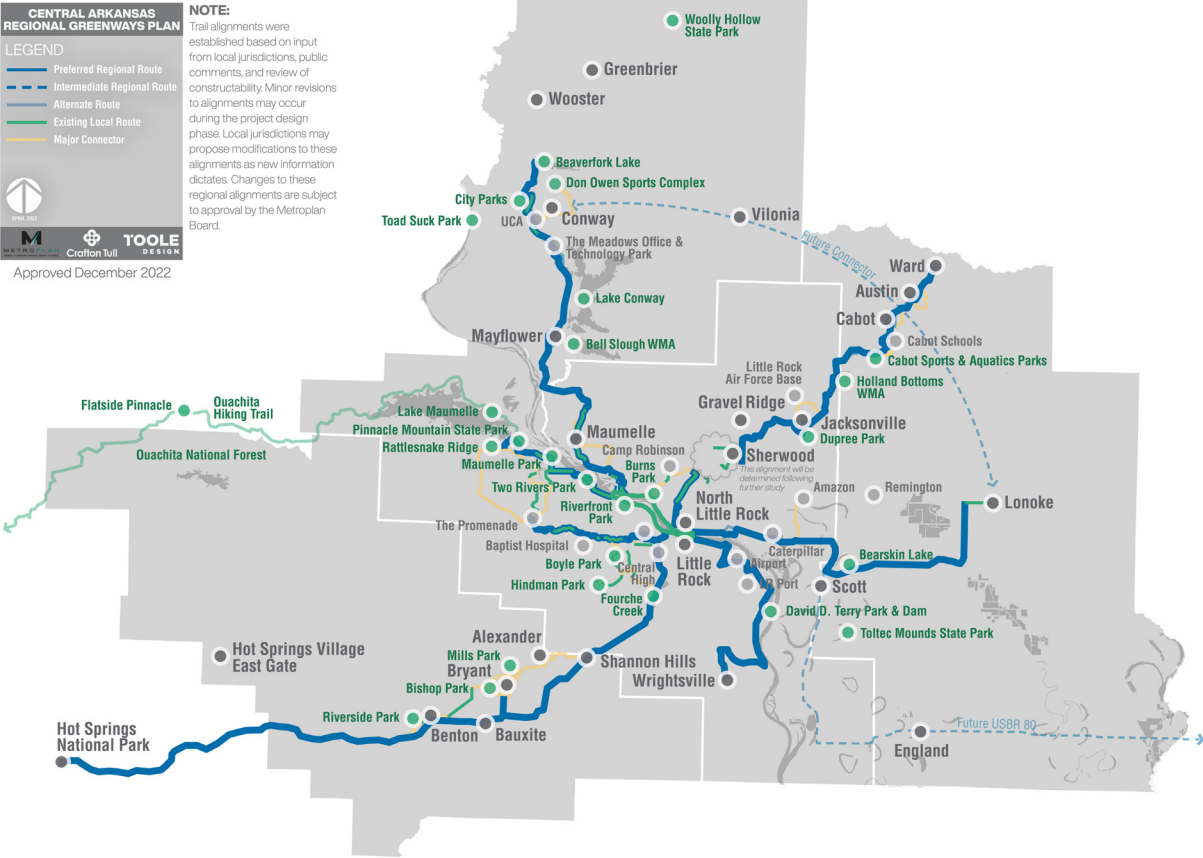 CENTRAL ARKANSAS
REGIONAL GREENWAYS PLAN
LEGEND
Preferred Regional Route
Intermediate Regional Route
Alternate Route
Existing Local Route
Major Connector
APRIL 2022
METROPLAN
Crafton Tull
TOOLE
DESIGN
Approved December 2022
NOTE:
Trail alignments were
established based on input
from local jurisdictions, public
comments, and review of
constructability. Minor revisions
to alignments may occur
during the project design
phase. Local jurisdictions may
propose modifications to these
alignments as new information
dictates. Changes to these
regional alignments are subject
to approval by the Metroplan
Board.
Woolly Hollow
State Park
Greenbrier
Wooster
Beaverfork Lake
Don Owen Sports Complex
City Parks
Toad Suck Park
UCA
Conway
Vilonia
The Meadows Office &
Technology Park
Future Connector
Ward
Austin
Lake Conway
Cabot
Mayflower
Bell Slough WMA
Cabot Schools
Cabot Sports & Aquatics Parks
Little Rock
Air Force Base
Holland Bottoms
WMA
Flatside Pinnacle
Ouachita
Hiking Trail
Lake Maumelle
Gravel Ridge
Jacksonville
Pinnacle Mountain State Park
Maumelle
Dupree Park
Rattlesnake Ridge
Camp Robinson
Sherwood
Ouachita National Forest
Maumelle Park
Burns
Park
This alignment will be
determined following
further study
Two Rivers Park
Amazon
Remington
Riverfront
Park
North
Little Rock
Lonoke
The Promenade
Baptist Hospital
Caterpillar
Boyle Park
Central
High
Little
Rock
Airport
Bearskin Lake
Hindman Park
LR Port
Scott
Fourche
Creek
David D. Terry Park & Dam
Toltec Mounds State Park
Alexander
Hot Springs Village
East Gate
Mills Park
Bryant
Shannon Hills
Wrightsville
Bishop Park
Riverside Park
Benton
Bauxite
Hot Springs
National Park
Future USBR 80
England